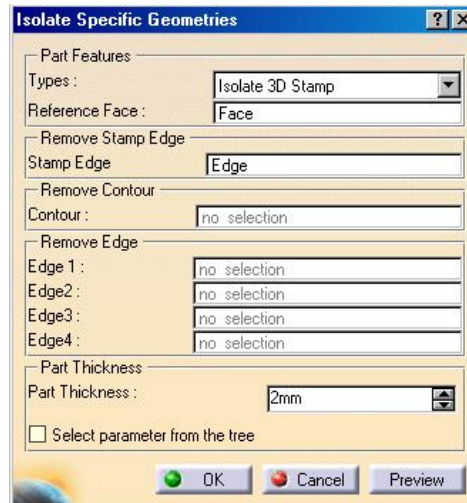 Isolate Specific Geometries
Part Features
Types :
Isolate 3D Stamp
Reference Face :
Face
Remove Stamp Edge
Stamp Edge
Edge
Remove Contour
Contour :
no selection
Remove Edge
Edge 1 :
no selection
Edge2 :
no selection
Edge3 :
no selection
Edge4 :
no selection
Part Thickness
Part Thickness :
2mm
Select parameter from the tree
OK
Cancel
Preview